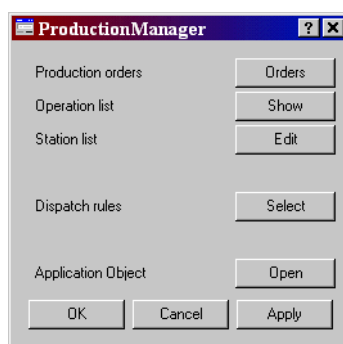 ProductionManager
Production orders Orders
Operation list Show
Station list Edit
Dispatch rules Select
Application Object Open
OK Cancel Apply